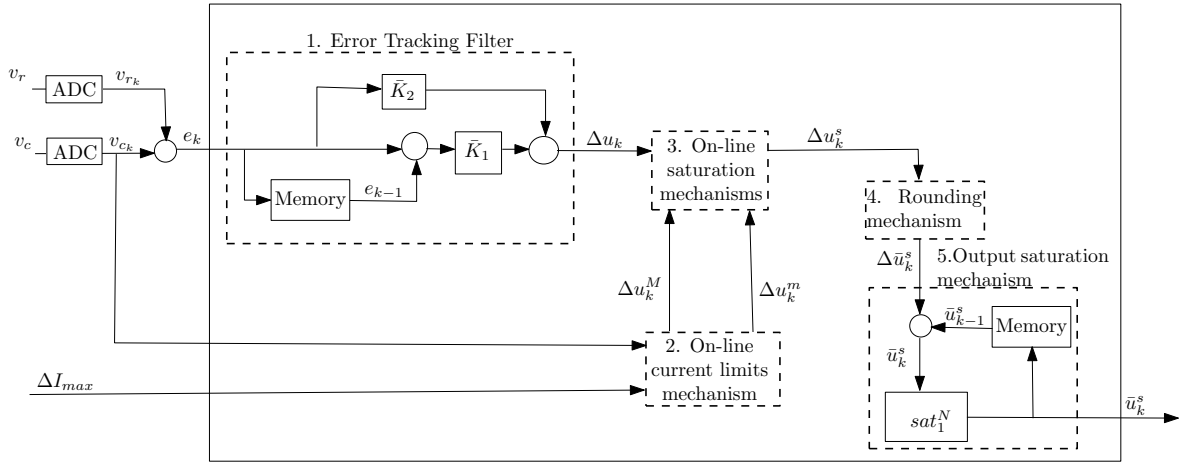 1. Error Tracking Filter
v_r
ADC
v_{r_k}
K̄_2
v_c
ADC
v_{c_k}
e_k
K̄_1
Δu_k
3. On-line
saturation
mechanisms
Δu_k^s
Memory
e_{k−1}
4. Rounding
mechanism
Δū_k^s
5.Output saturation
mechanism
Δu_k^M
Δu_k^m
ū_{k−1}^s
Memory
2. On-line
current limits
mechanism
ū_k^s
ΔI_{max}
sat_1^N
ū_k^s